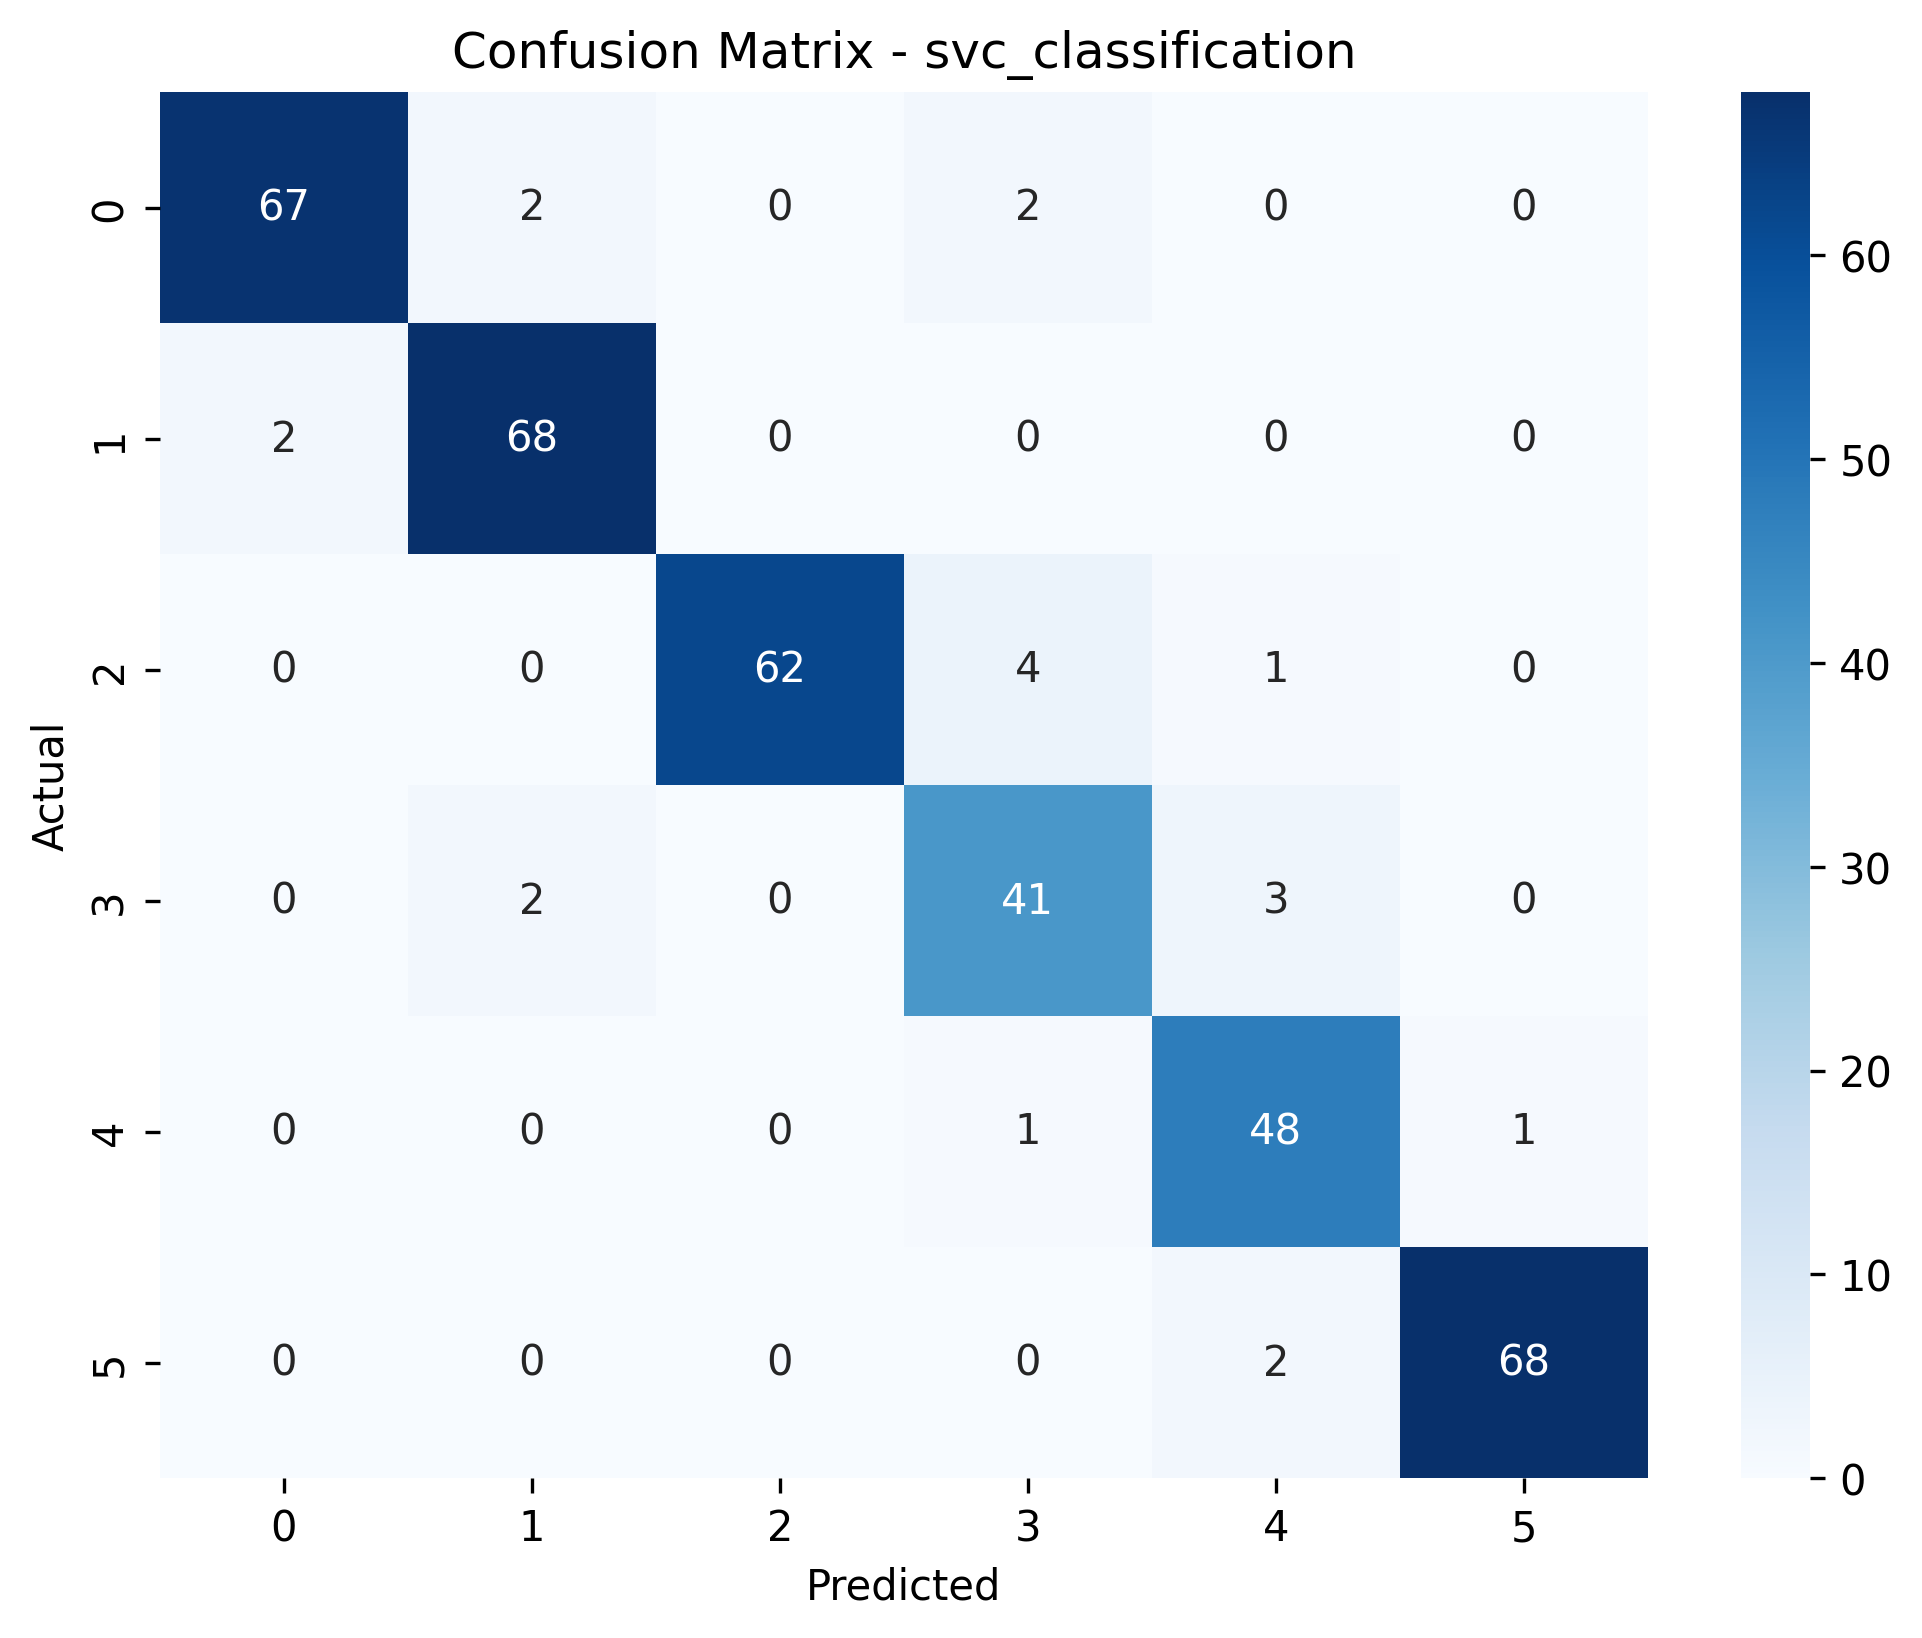 Confusion Matrix - svc_classification
Actual
0 67 2 0 2 0 0
1 2 68 0 0 0 0
2 0 0 62 4 1 0
3 0 2 0 41 3 0
4 0 0 0 1 48 1
5 0 0 0 0 2 68
0 1 2 3 4 5
Predicted
60
50
40
30
20
10
0